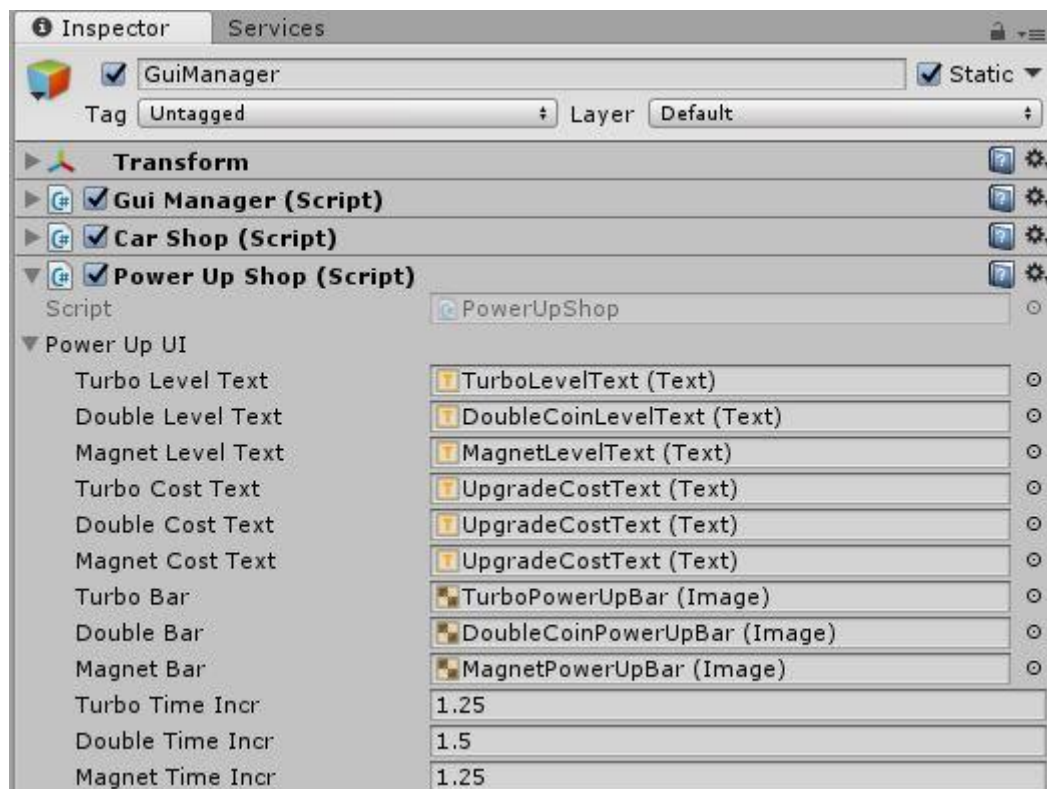 Inspector Services
GuiManager Static
Tag Untagged Layer Default
Transform
Gui Manager (Script)
Car Shop (Script)
Power Up Shop (Script)
Script PowerUpShop
Power Up UI
Turbo Level Text TurboLevelText (Text)
Double Level Text DoubleCoinLevelText (Text)
Magnet Level Text MagnetLevelText (Text)
Turbo Cost Text UpgradeCostText (Text)
Double Cost Text UpgradeCostText (Text)
Magnet Cost Text UpgradeCostText (Text)
Turbo Bar TurboPowerUpBar (Image)
Double Bar DoubleCoinPowerUpBar (Image)
Magnet Bar MagnetPowerUpBar (Image)
Turbo Time Incr 1.25
Double Time Incr 1.5
Magnet Time Incr 1.25